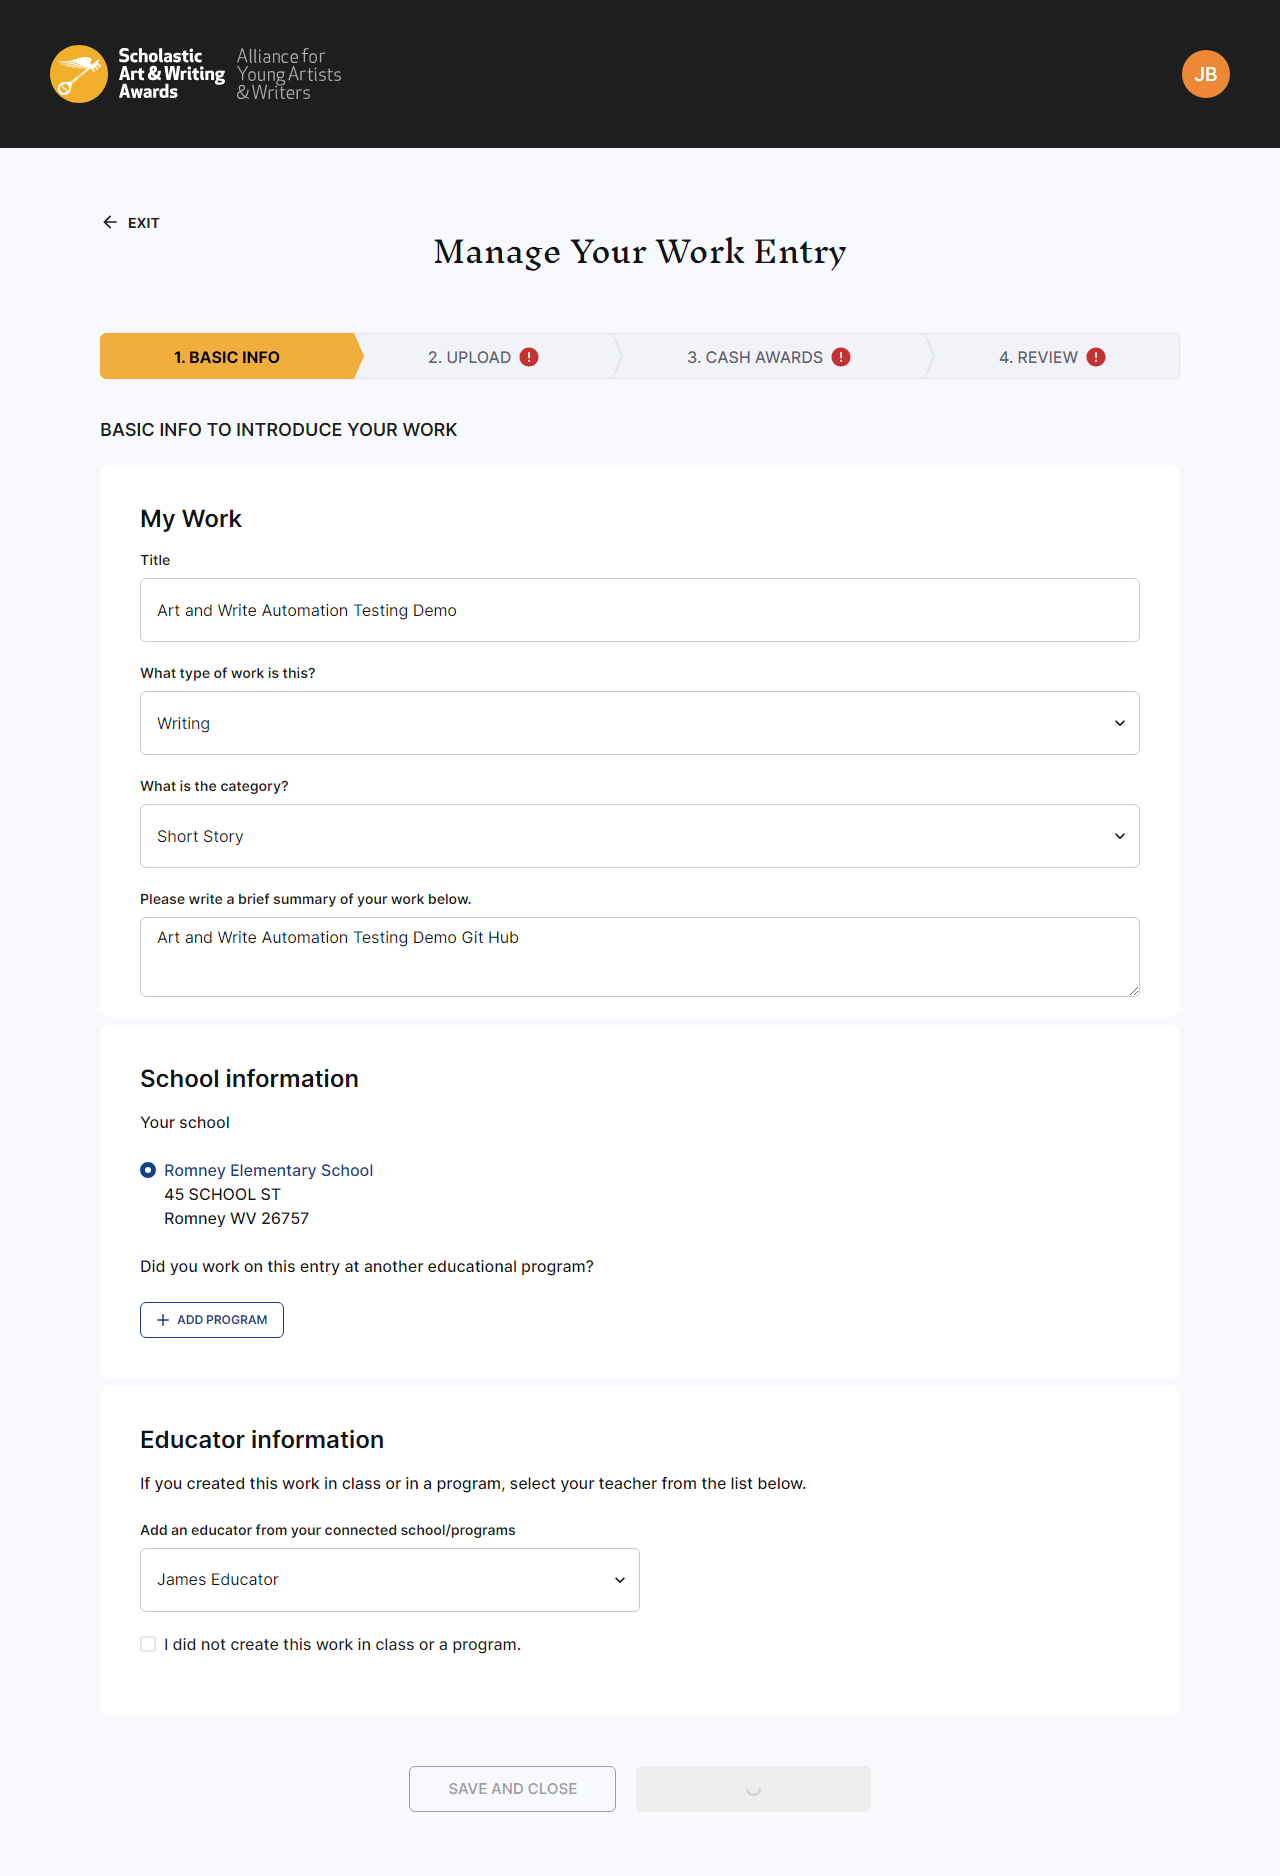 Scholastic
Art & Writing
Awards
Alliance for
Young Artists
& Writers
JB
EXIT
Manage Your Work Entry
1. BASIC INFO
2. UPLOAD !
3. CASH AWARDS !
4. REVIEW !
BASIC INFO TO INTRODUCE YOUR WORK
My Work
Title
Art and Write Automation Testing Demo
What type of work is this?
Writing
What is the category?
Short Story
Please write a brief summary of your work below.
Art and Write Automation Testing Demo Git Hub
School information
Your school
Romney Elementary School
45 SCHOOL ST
Romney WV 26757
Did you work on this entry at another educational program?
ADD PROGRAM
Educator information
If you created this work in class or in a program, select your teacher from the list below.
Add an educator from your connected school/programs
James Educator
I did not create this work in class or a program.
SAVE AND CLOSE